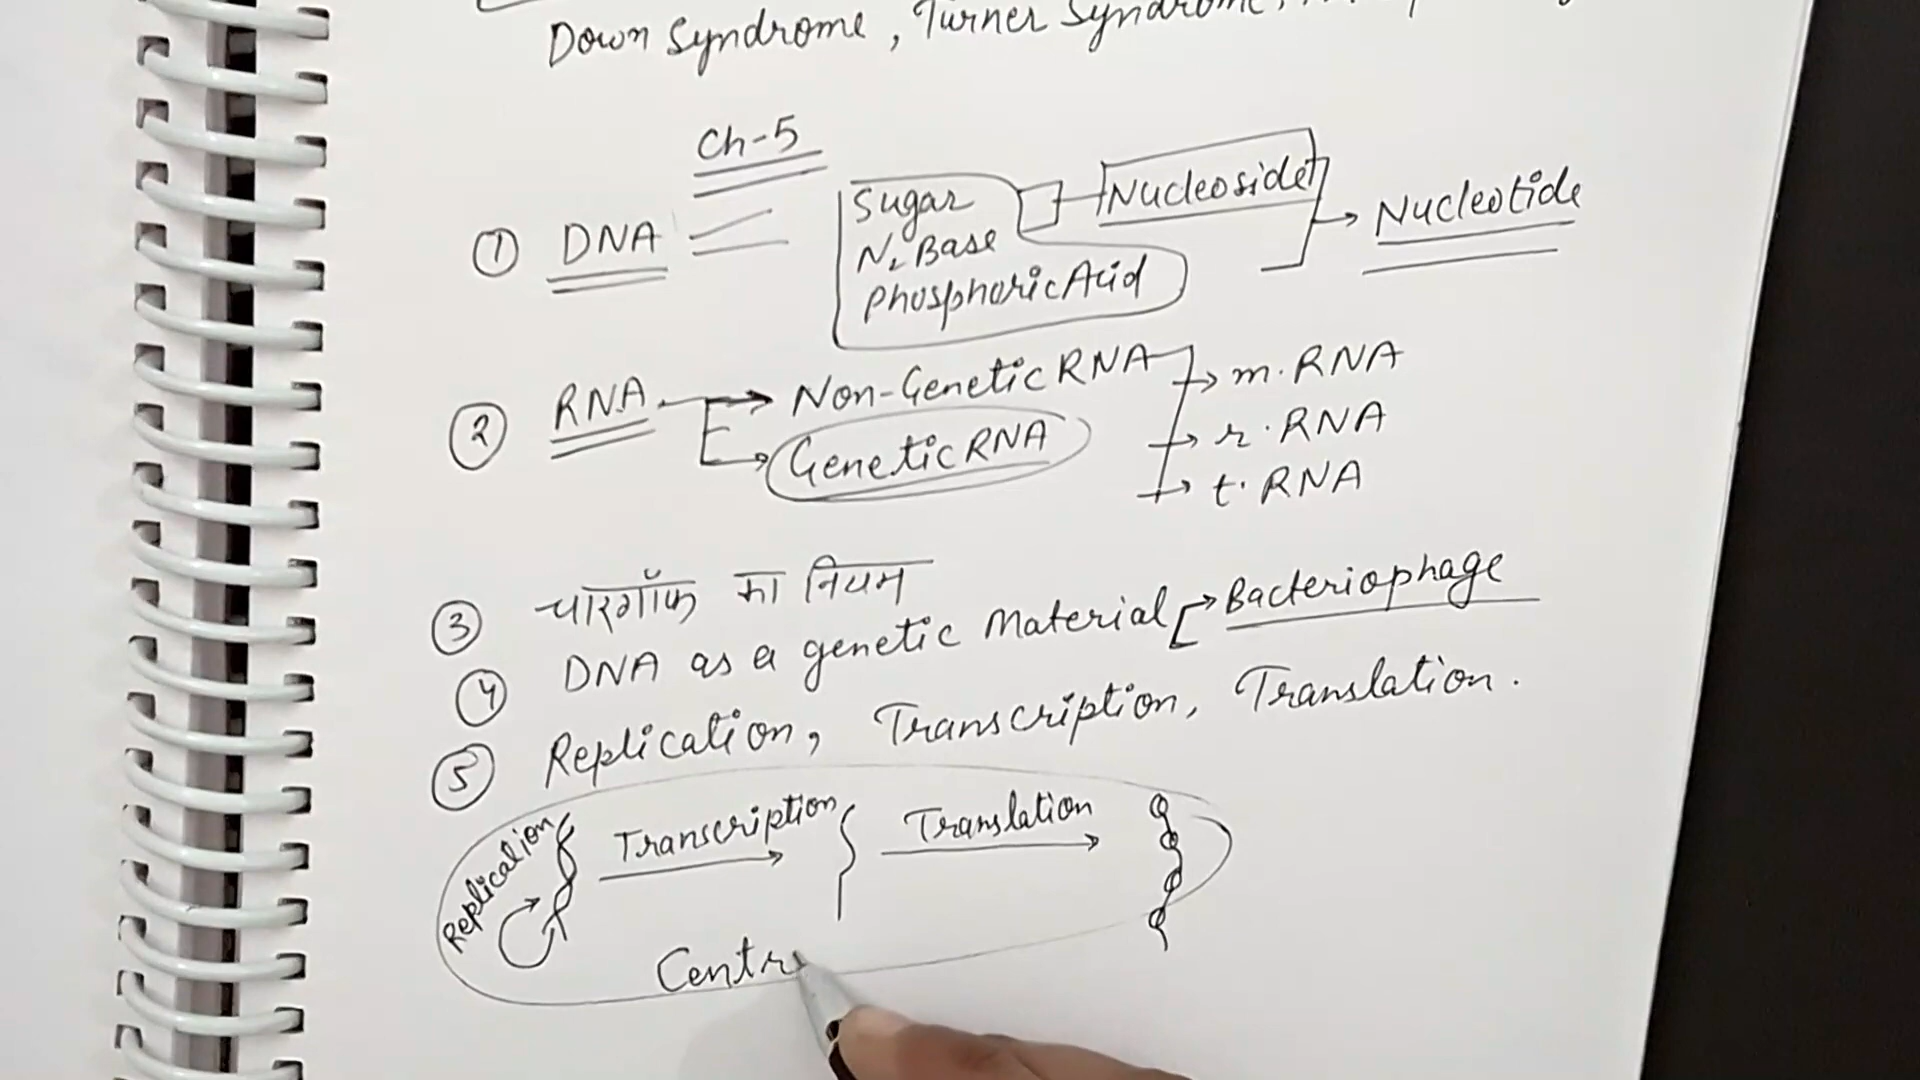 Down Syndrome, Turner Syndrome,
Ch-5
① DNA
Sugar
N₂ Base
Phosphoric Acid
Nucleoside
Nucleotide
② RNA
Non-Genetic RNA
Genetic RNA
m.RNA
r.RNA
t.RNA
③ चारगॉफ का नियम
④ DNA as a genetic Material
Bacteriophage
⑤ Replication, Transcription, Translation.
Replication
Transcription
Translation
Centr